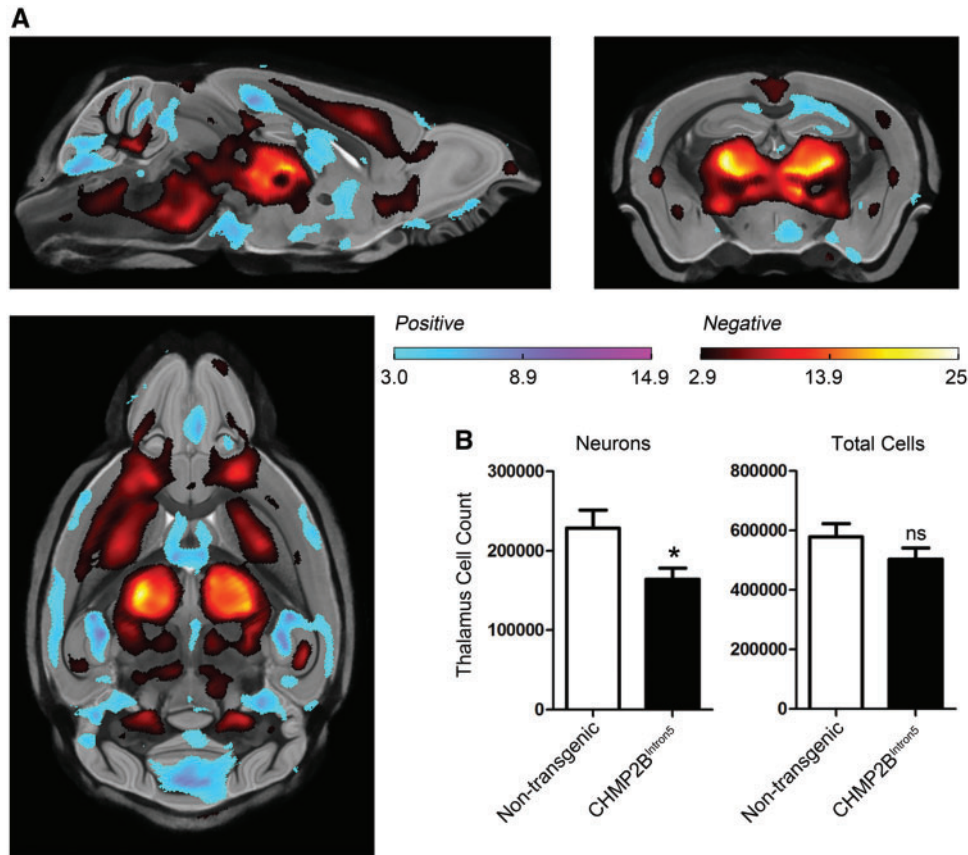 A
Positive
Negative
3.0 8.9 14.9
2.9 13.9 25
B
Neurons
Total Cells
Thalamus Cell Count
300000
200000
100000
0
*
Non-transgenic
CHMP2B^Intron5
800000
600000
400000
200000
0
ns
Non-transgenic
CHMP2B^Intron5